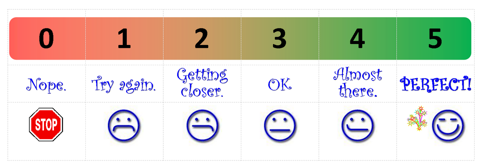 0 1 2 3 4 5
Nope. Try again. Getting closer. OK Almost there. PERFECT!
STOP